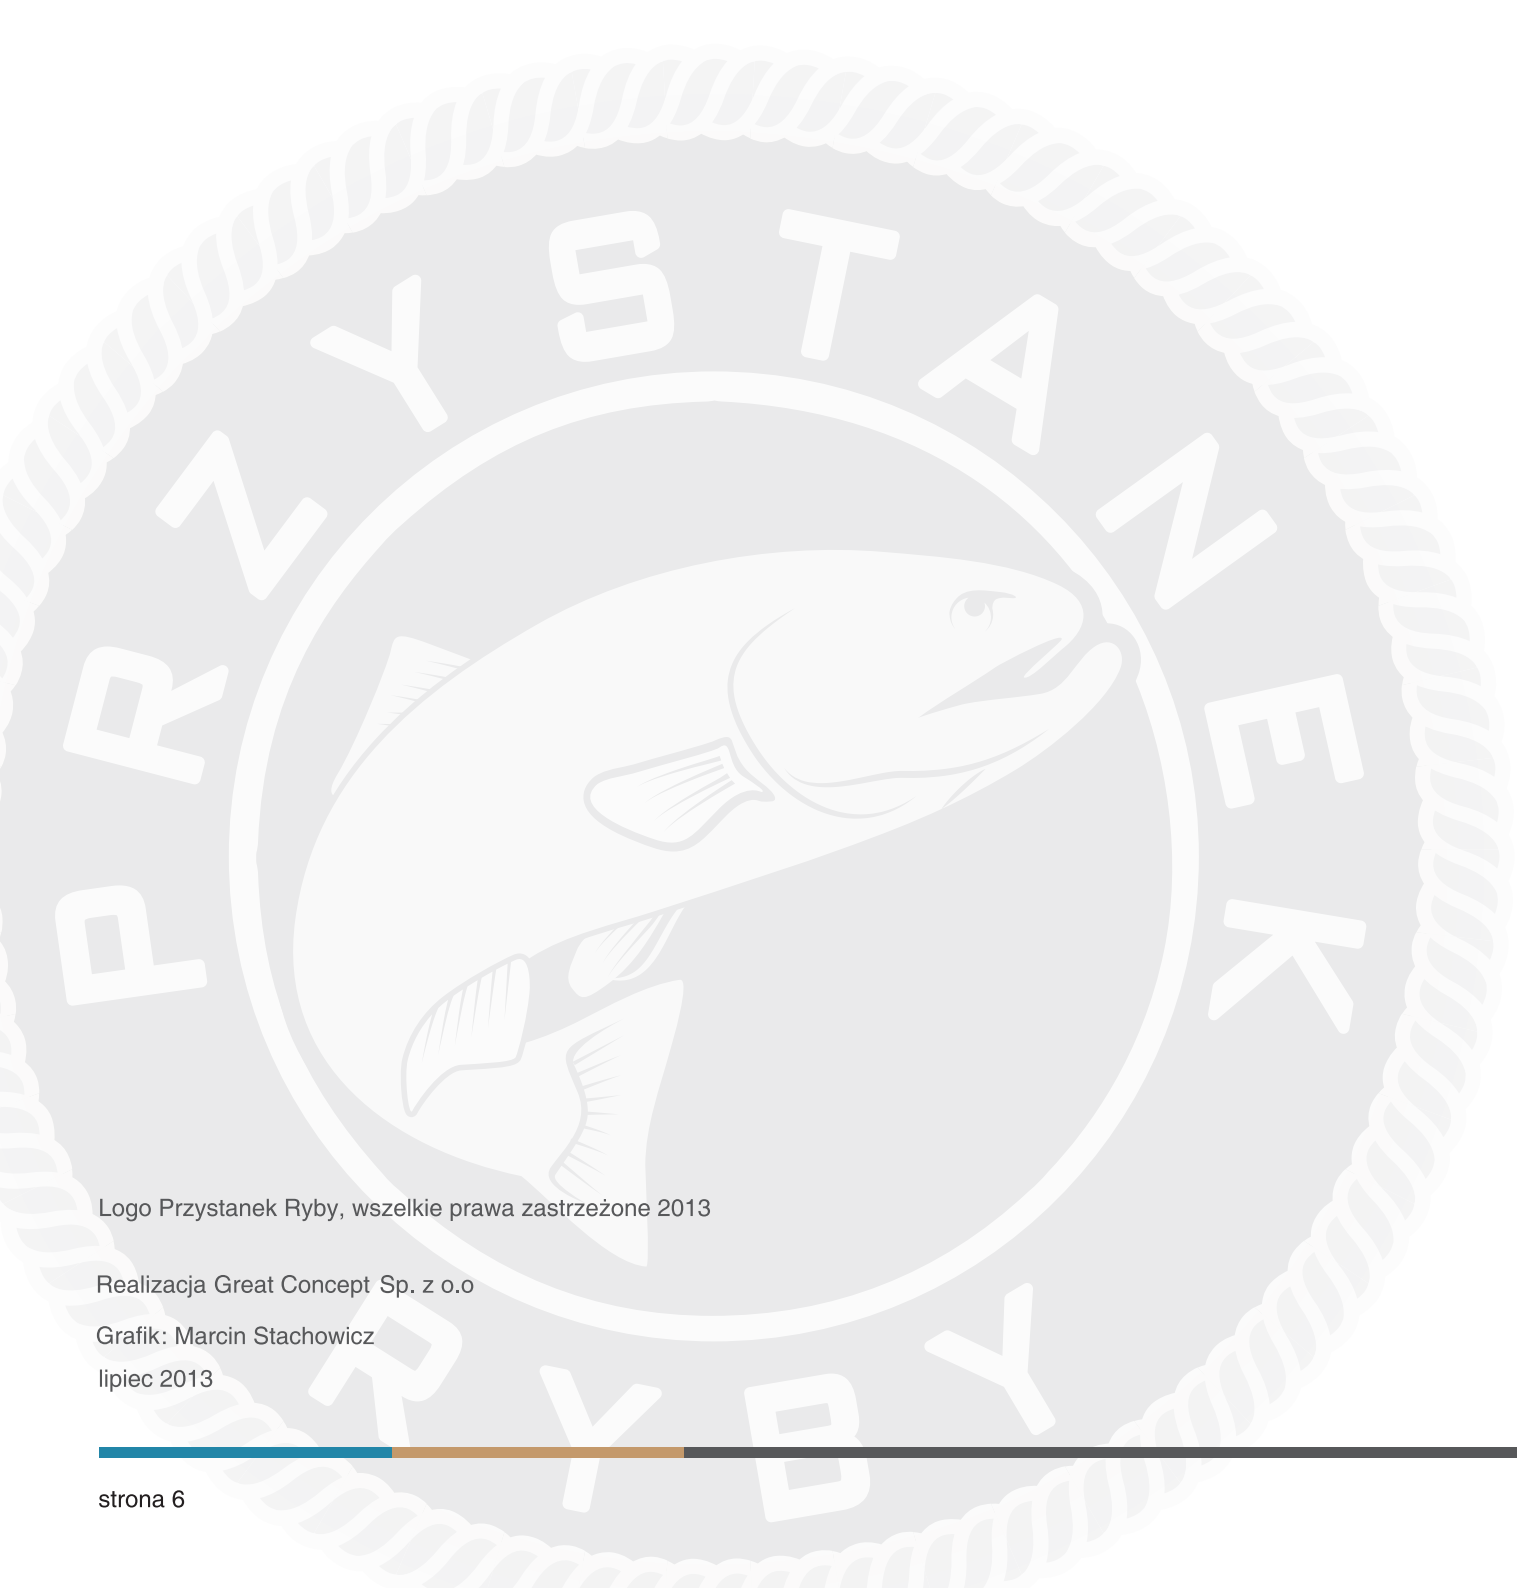 PRZYSTANEK
Logo Przystanek Ryby, wszelkie prawa zastrzeżone 2013
Realizacja Great Concept Sp. z o.o
Grafik: Marcin Stachowicz
lipiec 2013
RYBY
strona 6